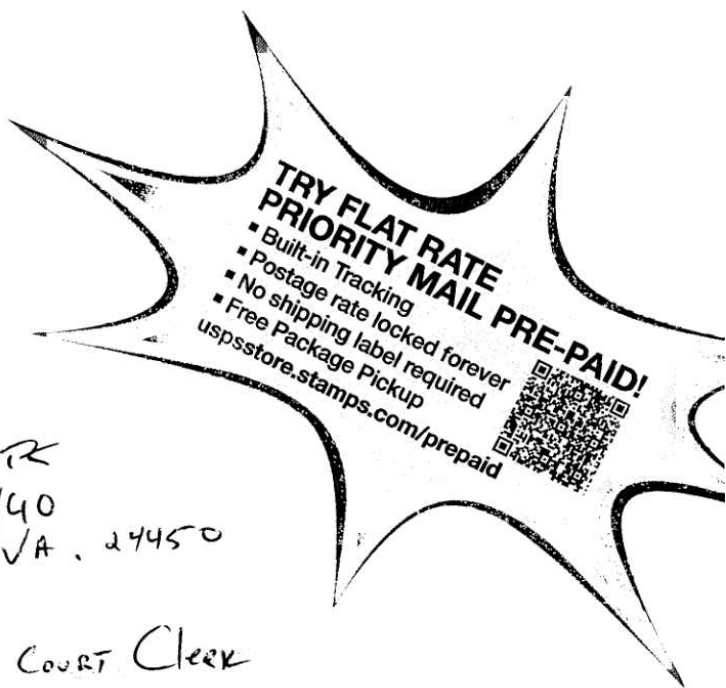 TRY FLAT RATE
PRIORITY MAIL PRE-PAID!
▪ Built-in Tracking
▪ Postage rate locked forever
▪ No shipping label required
▪ Free Package Pickup
uspsstore.stamps.com/prepaid
140
VA. 24450
COURT Clerk